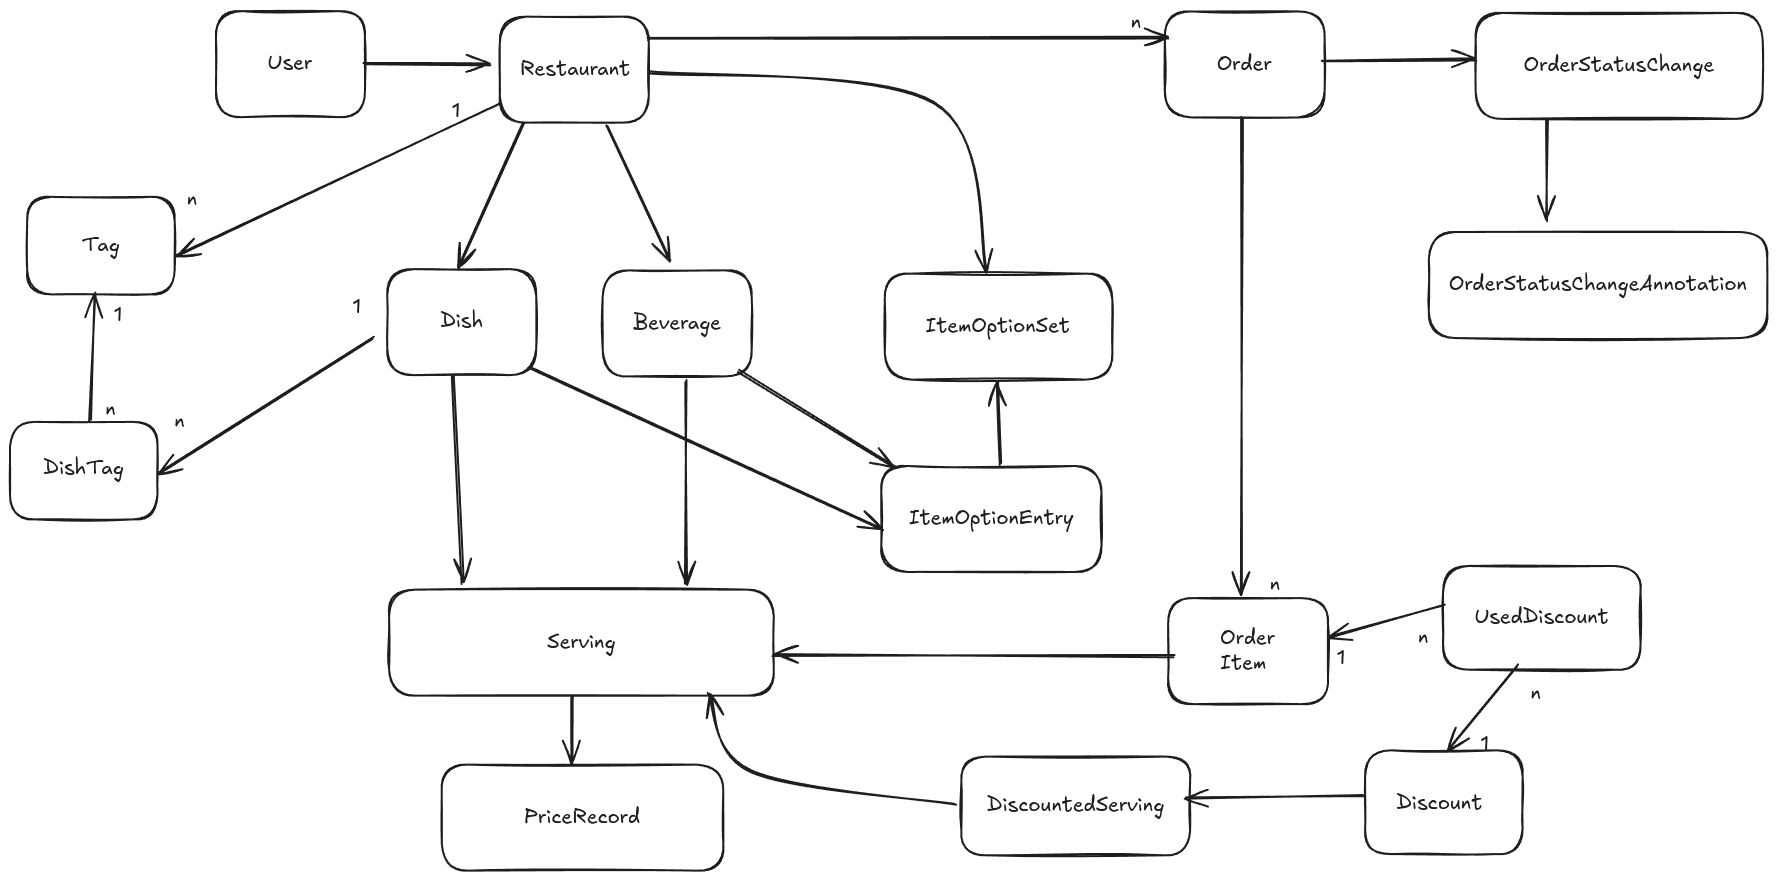 User
Restaurant
n
Order
OrderStatusChange
1
n
Tag
OrderStatusChangeAnnotation
1
1
Dish
Beverage
ItemOptionSet
n
n
DishTag
ItemOptionEntry
n
Order
Item
UsedDiscount
n
1
Serving
n
1
PriceRecord
DiscountedServing
Discount